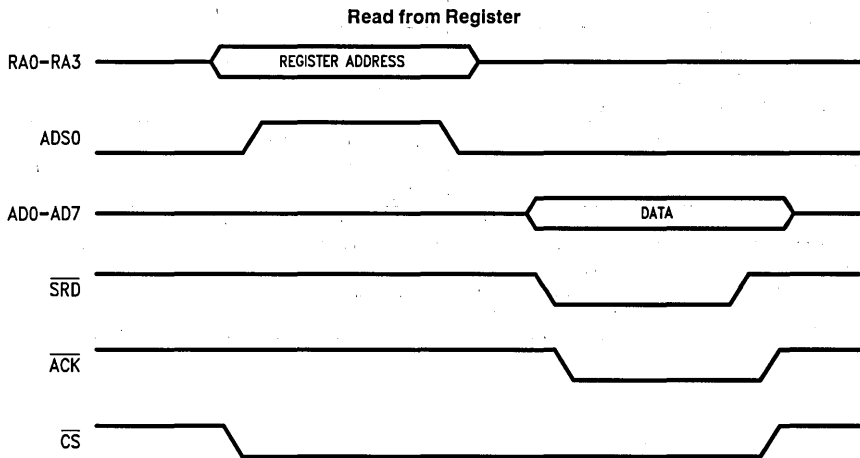 Read from Register
RA0-RA3
REGISTER ADDRESS
ADS0
AD0-AD7
DATA
SRD
ACK
CS